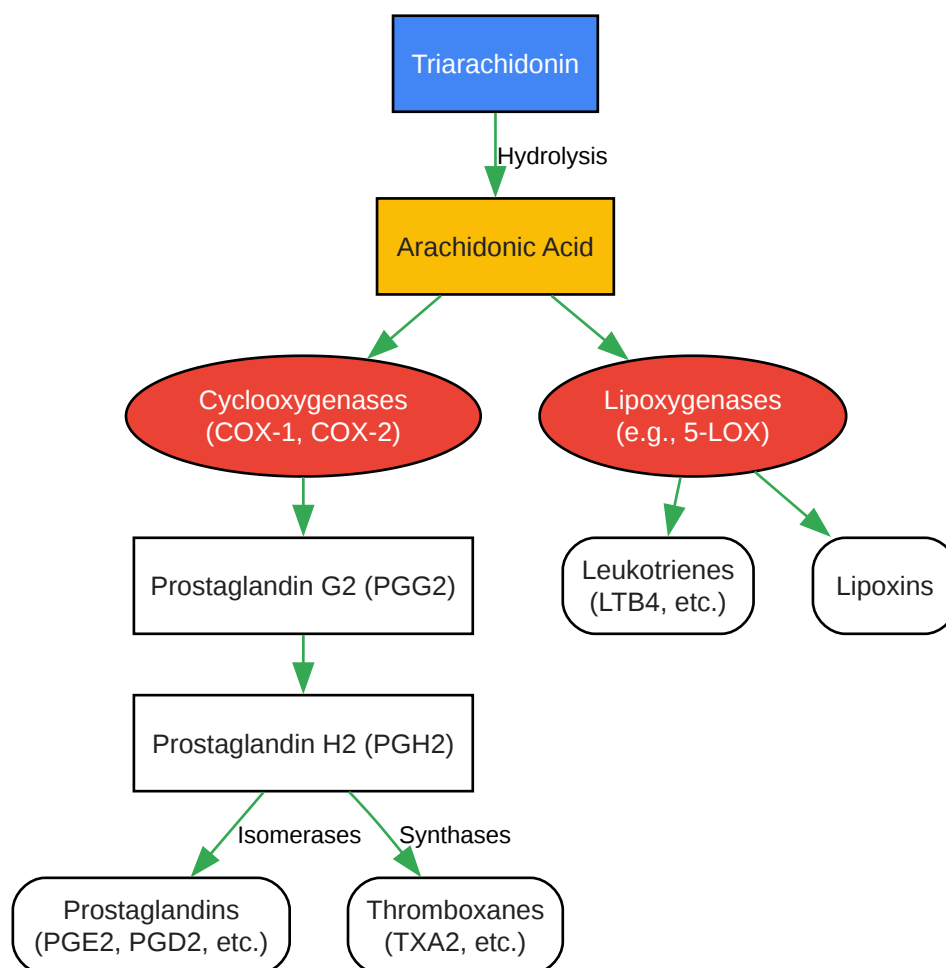 Triarachidonin
Hydrolysis
Arachidonic Acid
Cyclooxygenases
(COX-1, COX-2)
Lipoxygenases
(e.g., 5-LOX)
Prostaglandin G2 (PGG2)
Leukotrienes
(LTB4, etc.)
Lipoxins
Prostaglandin H2 (PGH2)
Isomerases
Synthases
Prostaglandins
(PGE2, PGD2, etc.)
Thromboxanes
(TXA2, etc.)